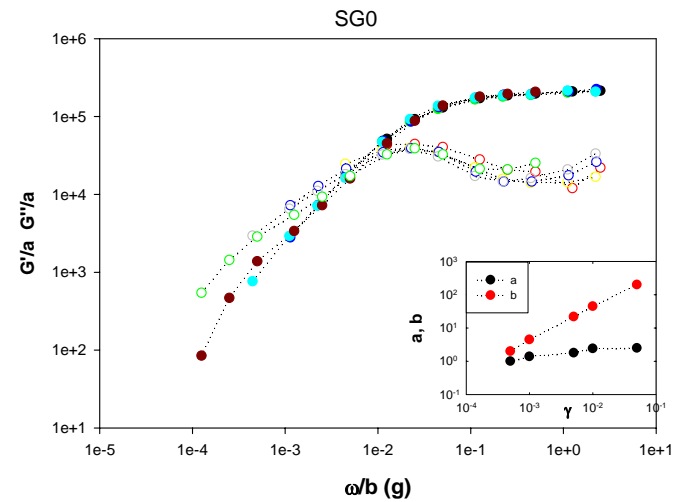 SG0
1e+6
1e+5
1e+4
1e+3
1e+2
1e+1
G'/a G''/a
1e-5 1e-4 1e-3 1e-2 1e-1 1e+0 1e+1
ω/b (g)
10³
10²
10¹
10⁰
10⁻¹
a, b
a
b
10⁻⁴ 10⁻³ 10⁻² 10⁻¹
γ